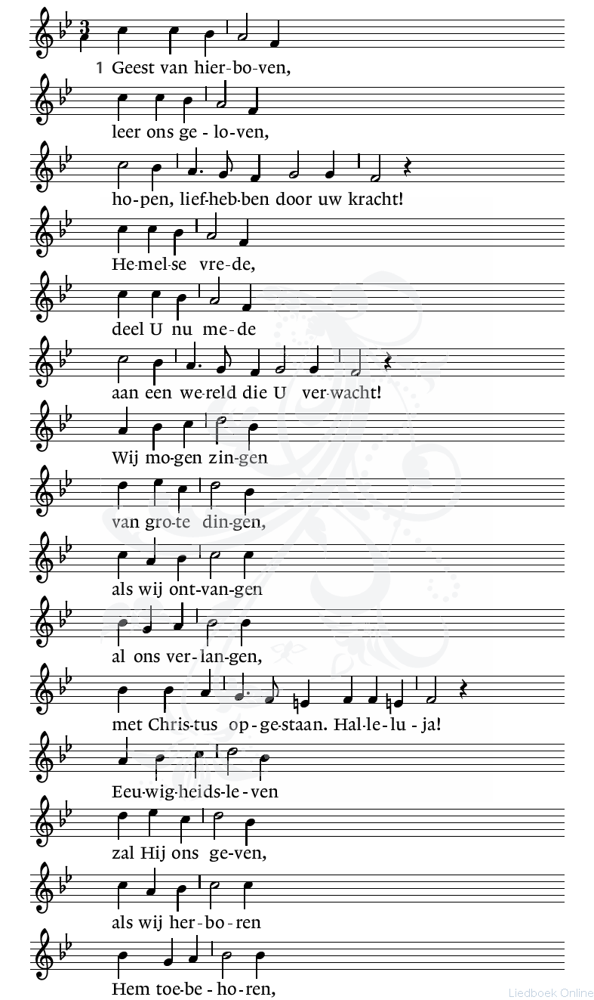 3
1 Geest van hier-bo-ven,
leer ons ge - lo-ven,
ho-pen, lief-heb-ben door uw kracht!
He-mel-se vre-de,
deel U nu me-de
aan een we-reld die U ver-wacht!
Wij mo-gen zin-gen
van gro-te din-gen,
als wij ont-van-gen
al ons ver-lan-gen,
met Chris-tus op-ge-staan. Hal-le-lu - ja!
Eeu-wig-heids-le-ven
zal Hij ons ge-ven,
als wij her-bo-ren
Hem toe-be - ho-ren,
Liedboek Online